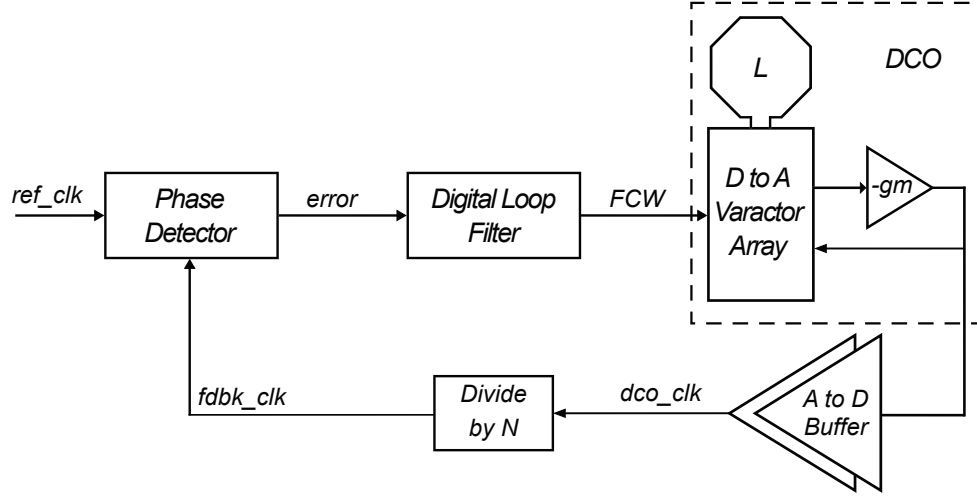 L
DCO
ref_clk
Phase
Detector
error
Digital Loop
Filter
FCW
D to A
Varactor
Array
-gm
fdbk_clk
Divide
by N
dco_clk
A to D
Buffer